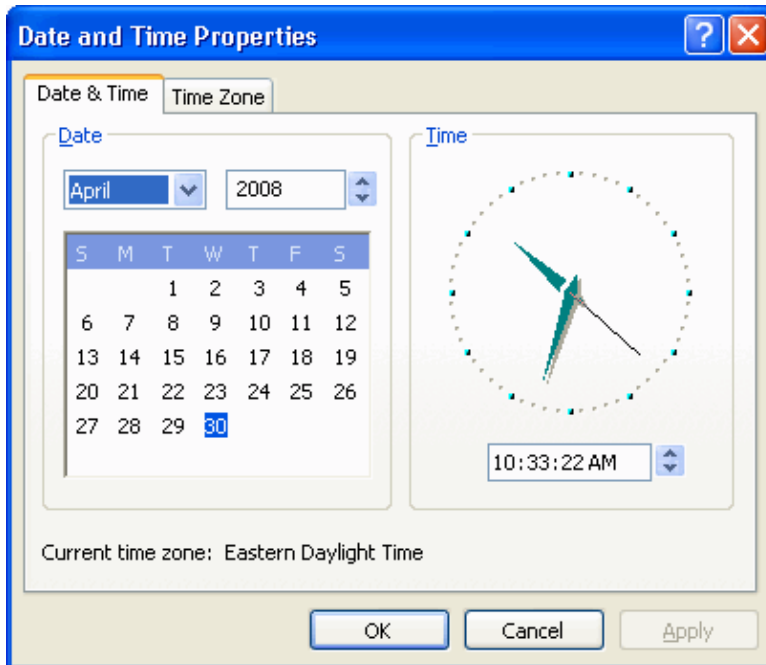 Date and Time Properties
Date & Time
Time Zone
Date
April
2008
S M T W T F S
1 2 3 4 5
6 7 8 9 10 11 12
13 14 15 16 17 18 19
20 21 22 23 24 25 26
27 28 29 30
Time
10:33:22 AM
Current time zone: Eastern Daylight Time
OK
Cancel
Apply